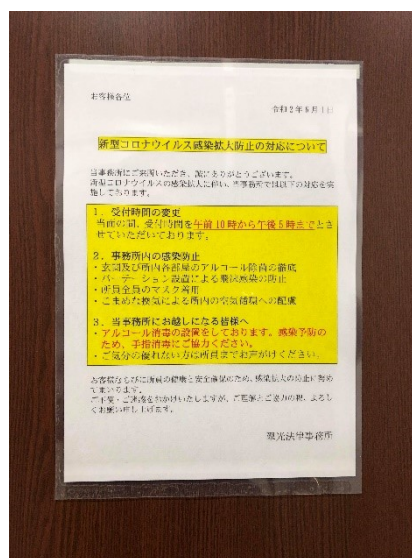 お客様各位
令和2年6月1日
新型コロナウイルス感染拡大防止の対応について
当事務所にご来所いただき、誠にありがとうございます。
新型コロナウイルスの感染拡大に伴い、当事務所では以下の対応を実
施しております。
1.受付時間の変更
当面の間、受付時間を午前10時から午後5時までとさ
せていただいております。
2.事務所内の感染防止
・玄関及び所内各部屋のアルコール除菌の徹底
・パーテーション設置による飛沫感染の防止
・所員全員のマスク着用
・こまめな換気による所内の空気循環への配慮
3.当事務所にお越しになる皆様へ
・アルコール消毒の設置をしております。感染予防の
ため、手指消毒にご協力ください。
・ご気分の優れない方は所員までお声がけください。
お客様ならびに所員の健康と安全確保のため、感染拡大の防止に努め
てまいります。
ご不便・ご迷惑をおかけいたしますが、ご理解とご協力の程、よろし
くお願い申し上げます。
光法律事務所